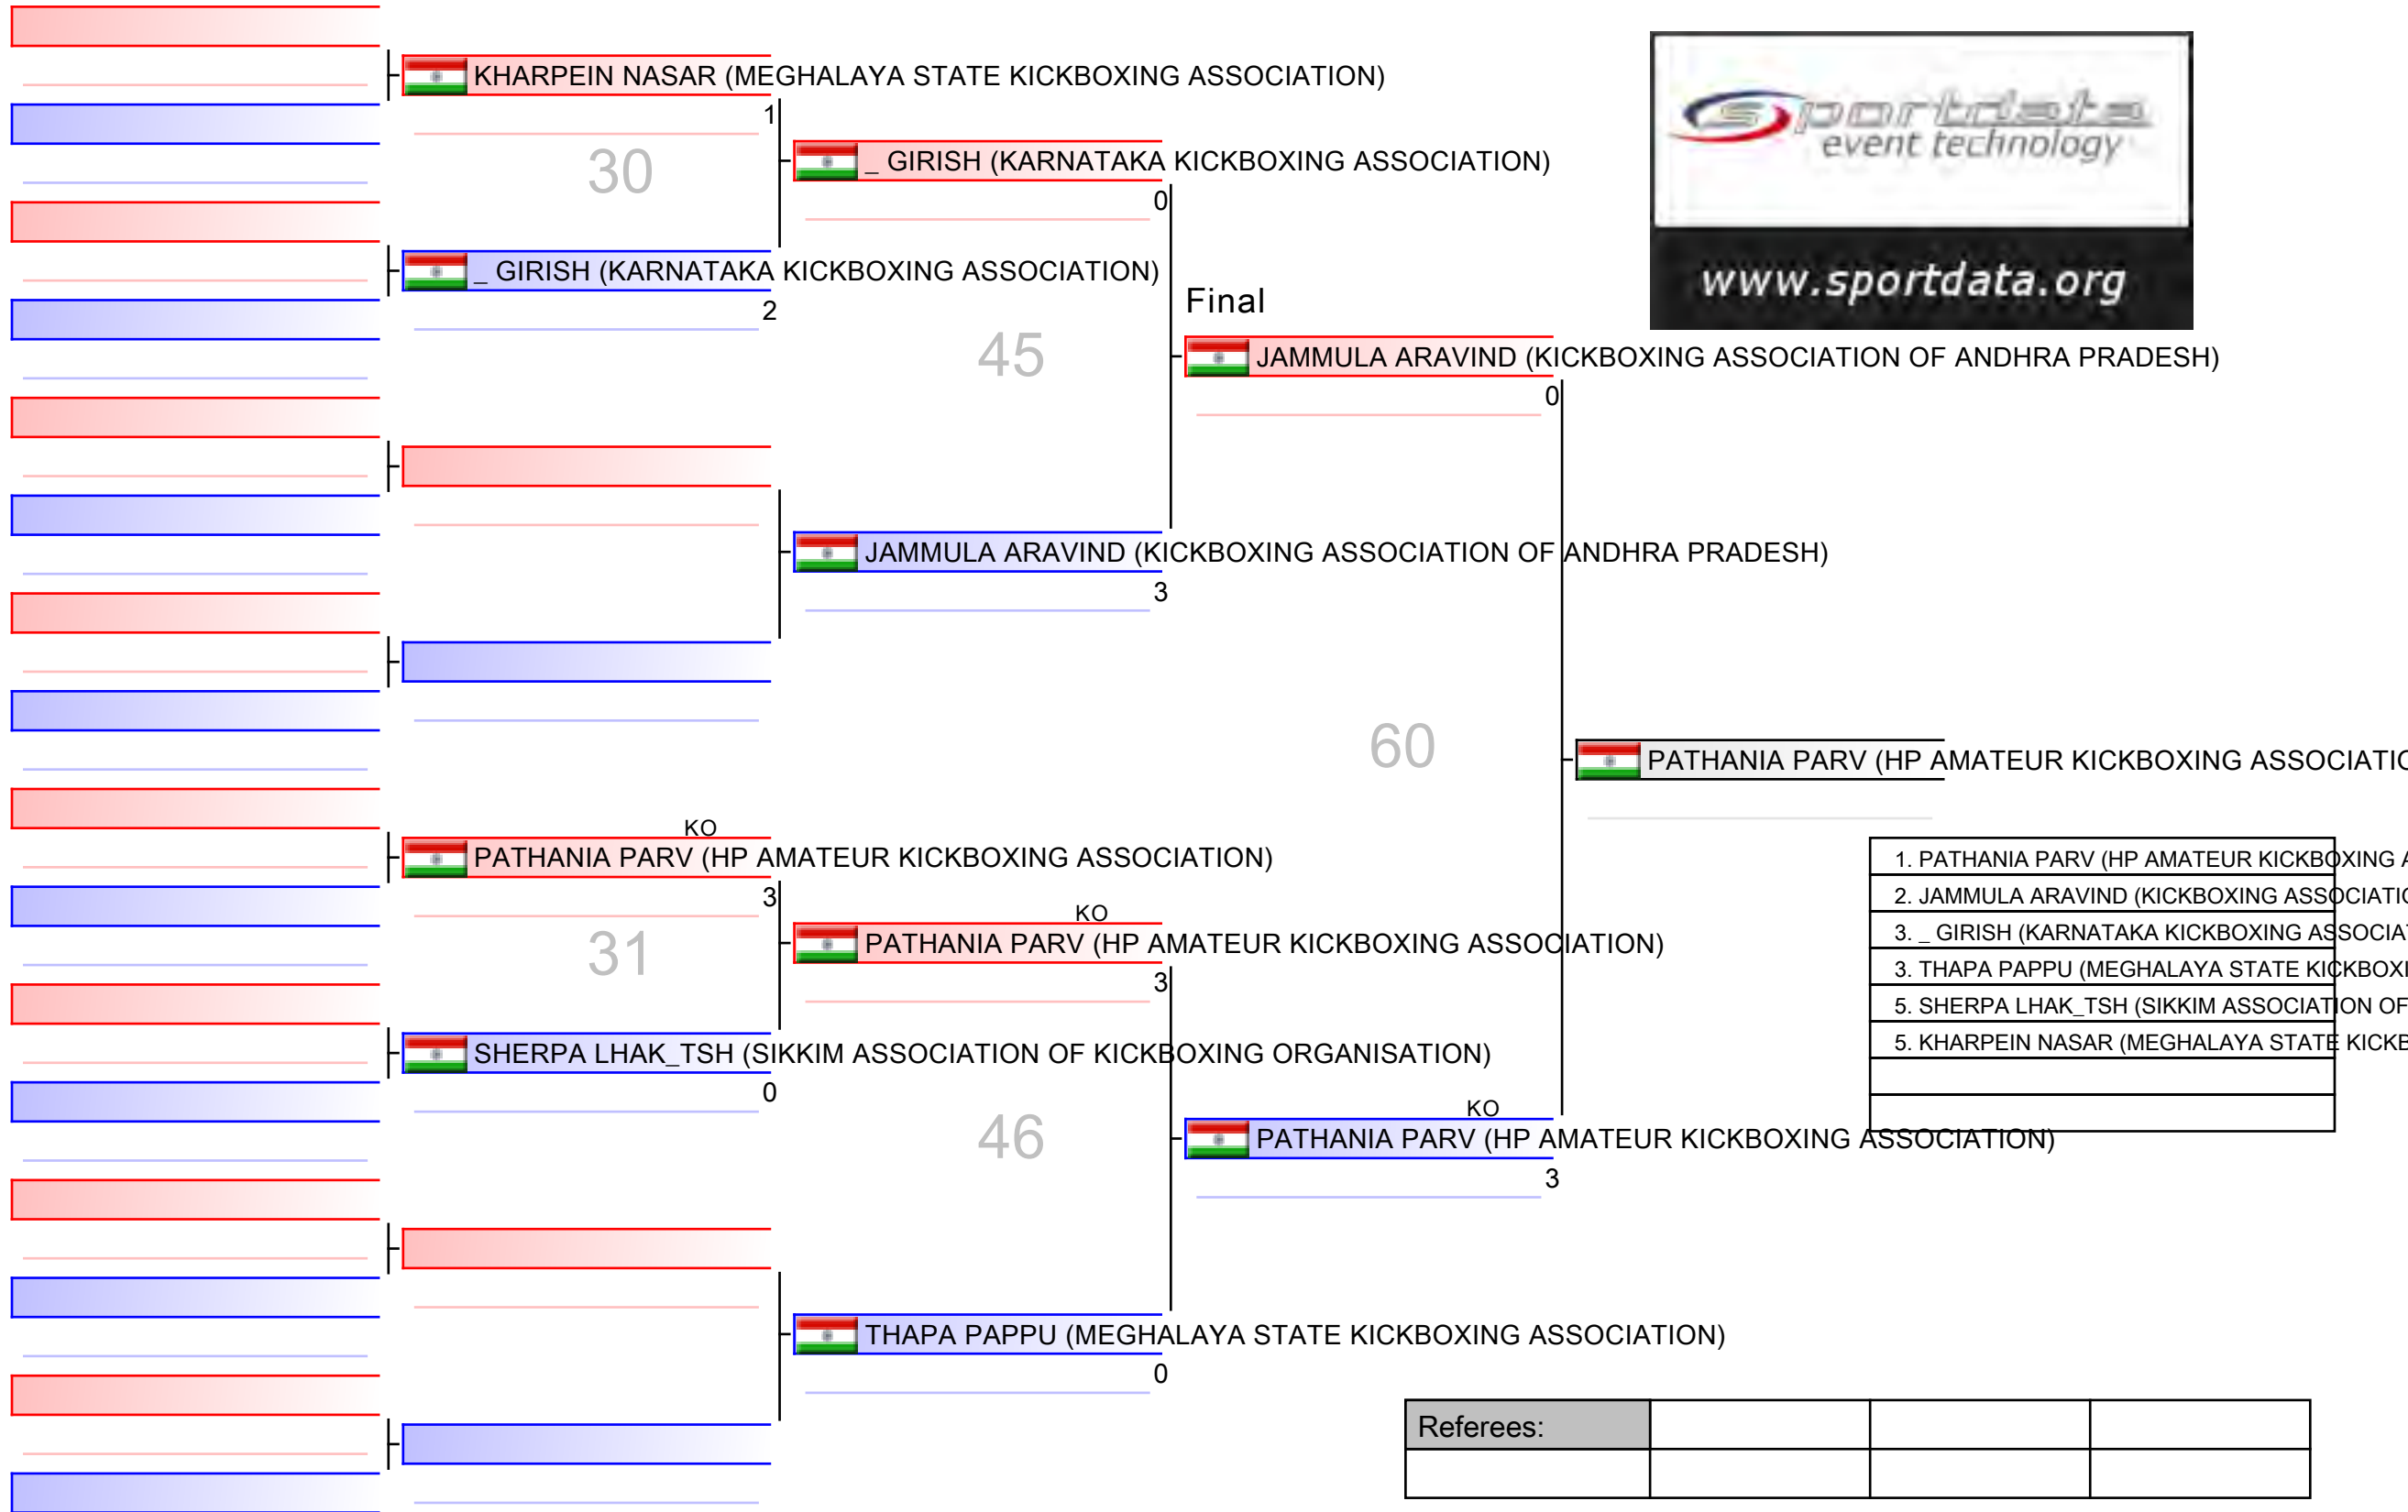 KHARPEIN NASAR (MEGHALAYA STATE KICKBOXING ASSOCIATION)
1
30
_ GIRISH (KARNATAKA KICKBOXING ASSOCIATION)
0
_ GIRISH (KARNATAKA KICKBOXING ASSOCIATION)
2
45
Final
JAMMULA ARAVIND (KICKBOXING ASSOCIATION OF ANDHRA PRADESH)
0
JAMMULA ARAVIND (KICKBOXING ASSOCIATION OF ANDHRA PRADESH)
3
60
PATHANIA PARV (HP AMATEUR KICKBOXING ASSOCIATIO
KO
PATHANIA PARV (HP AMATEUR KICKBOXING ASSOCIATION)
3
31
KO
PATHANIA PARV (HP AMATEUR KICKBOXING ASSOCIATION)
3
SHERPA LHAK_TSH (SIKKIM ASSOCIATION OF KICKBOXING ORGANISATION)
0
46
KO
PATHANIA PARV (HP AMATEUR KICKBOXING ASSOCIATION)
3
THAPA PAPPU (MEGHALAYA STATE KICKBOXING ASSOCIATION)
0
sportdata
event technology
www.sportdata.org
1. PATHANIA PARV (HP AMATEUR KICKBOXING A
2. JAMMULA ARAVIND (KICKBOXING ASSOCIATIO
3. _ GIRISH (KARNATAKA KICKBOXING ASSOCIAT
3. THAPA PAPPU (MEGHALAYA STATE KICKBOXI
5. SHERPA LHAK_TSH (SIKKIM ASSOCIATION OF
5. KHARPEIN NASAR (MEGHALAYA STATE KICKB
Referees: